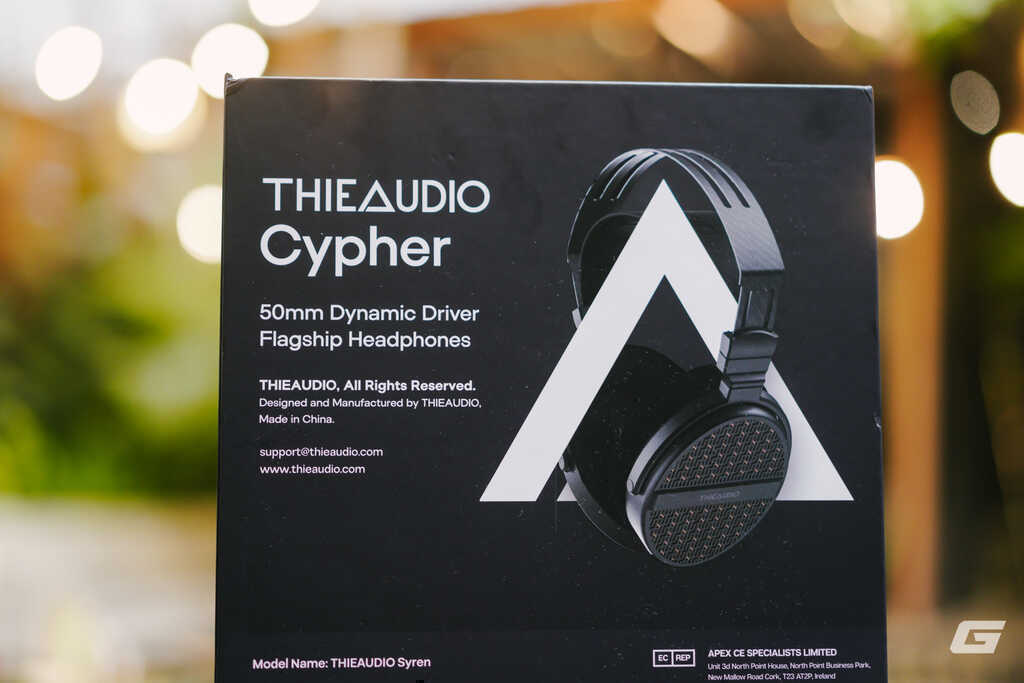 THIEAUDIO
Cypher
50mm Dynamic Driver
Flagship Headphones
THIEAUDIO, All Rights Reserved.
Designed and Manufactured by THIEAUDIO,
Made in China.
support@thieaudio.com
www.thieaudio.com
THIEAUDIO
Model Name: THIEAUDIO Syren
EC REP
APEX CE SPECIALISTS LIMITED
Unit 3d North Point House, North Point Business Park,
New Mallow Road Cork, T23 AT2P, Ireland
G